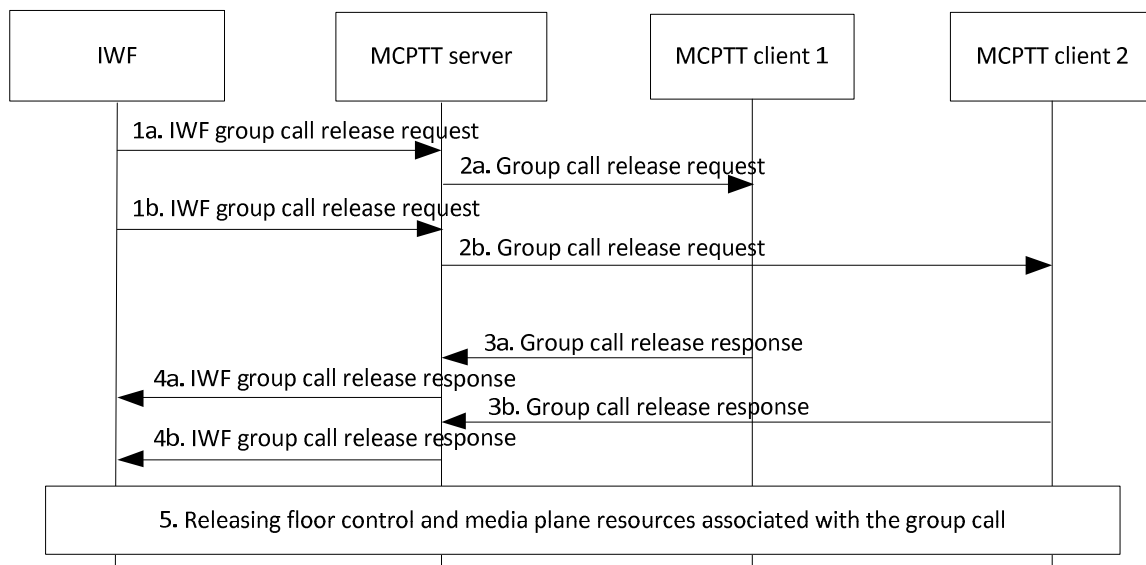 IWF
MCPTT server
MCPTT client 1
MCPTT client 2
1a. IWF group call release request
2a. Group call release request
1b. IWF group call release request
2b. Group call release request
3a. Group call release response
4a. IWF group call release response
3b. Group call release response
4b. IWF group call release response
5. Releasing floor control and media plane resources associated with the group call